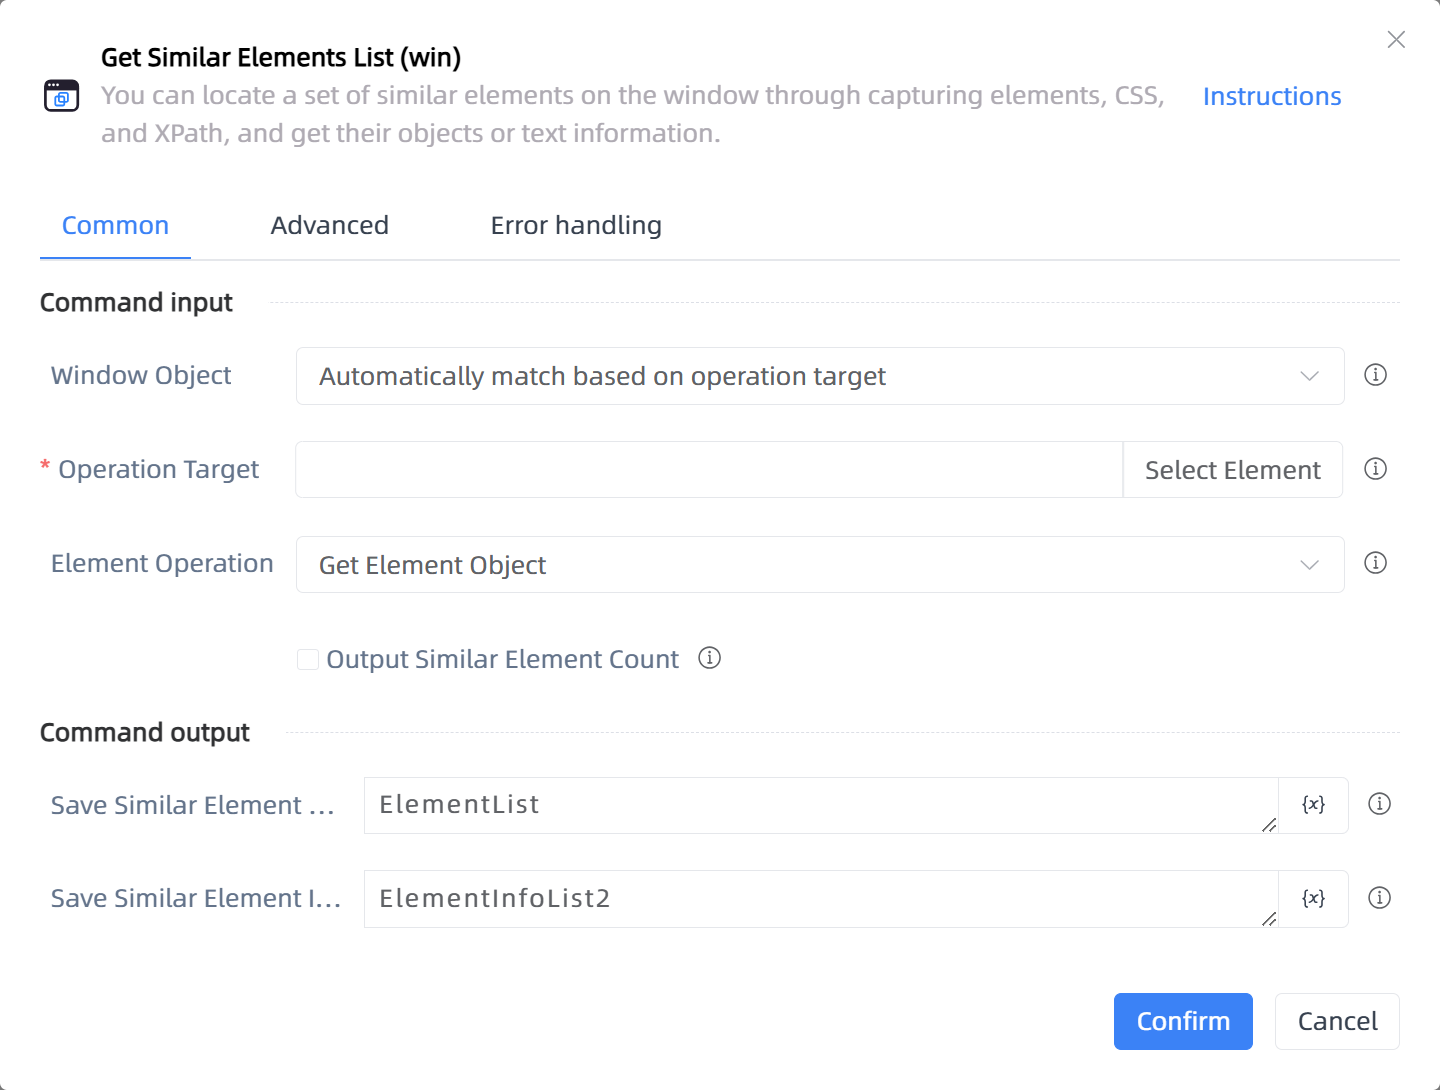 Get Similar Elements List (win)
You can locate a set of similar elements on the window through capturing elements, CSS,
and XPath, and get their objects or text information.
Instructions
Common
Advanced
Error handling
Command input
Window Object
Automatically match based on operation target
* Operation Target
Select Element
Element Operation
Get Element Object
Output Similar Element Count
Command output
Save Similar Element ...
ElementList
{x}
Save Similar Element I...
ElementInfoList2
{x}
Confirm
Cancel